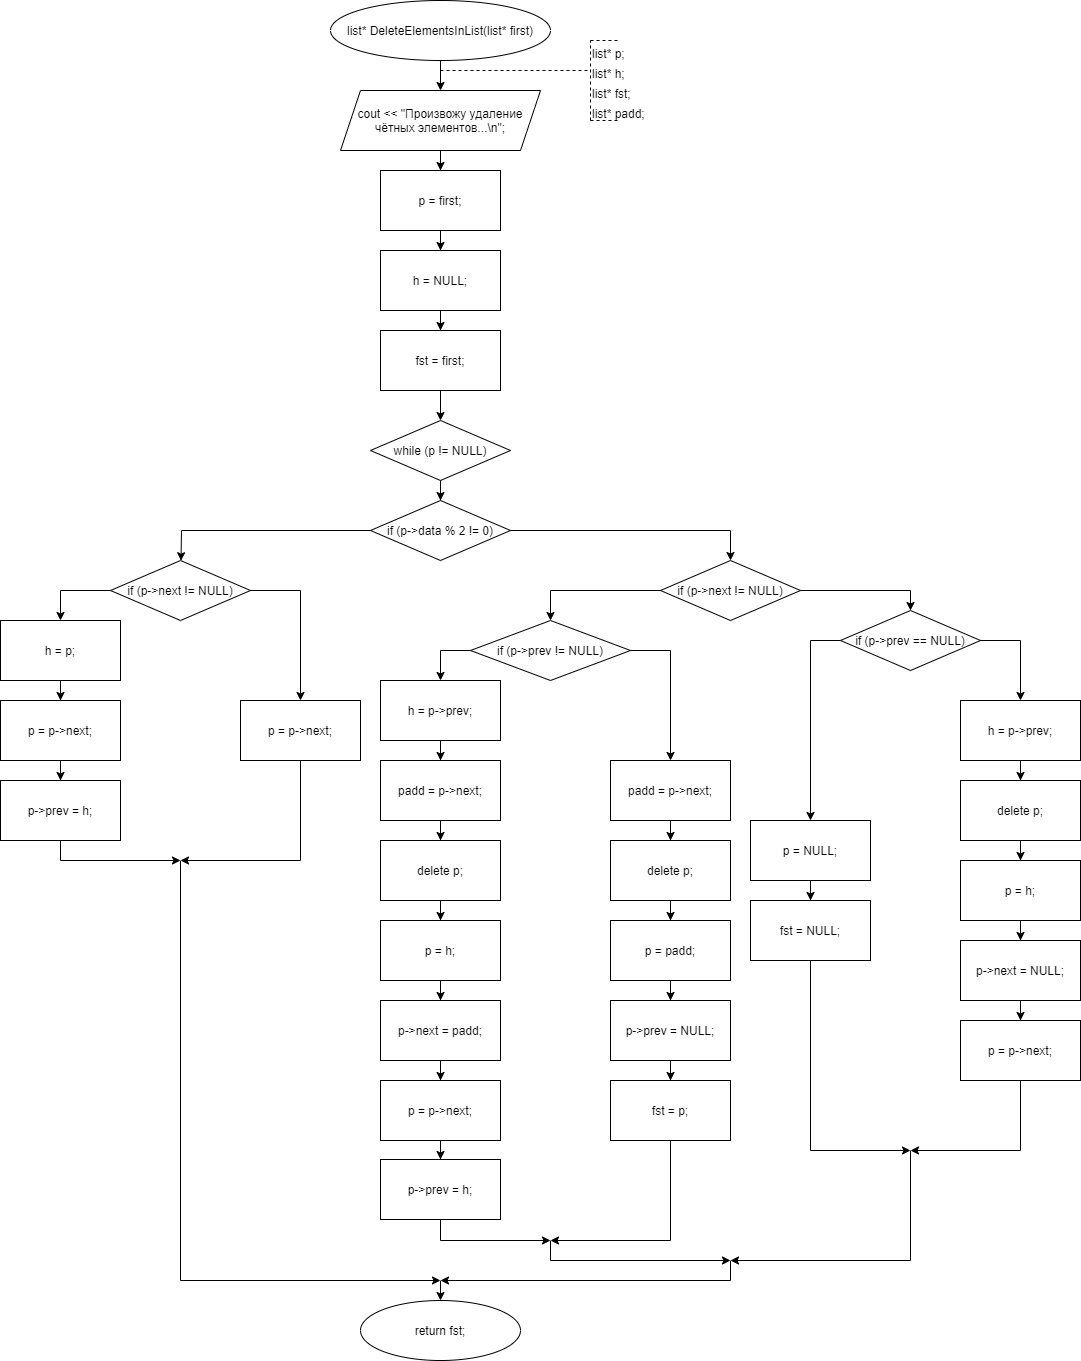 list* DeleteElementsInList(list* first)
list* p;
list* h;
list* fst;
list* padd;
cout << "Произвожу удаление
чётных элементов...\n";
p = first;
h = NULL;
fst = first;
while (p != NULL)
if (p->data % 2 != 0)
if (p->next != NULL)
h = p;
p = p->next;
p->prev = h;
p = p->next;
if (p->next != NULL)
if (p->prev != NULL)
h = p->prev;
padd = p->next;
delete p;
p = h;
p->next = padd;
p = p->next;
p->prev = h;
padd = p->next;
delete p;
p = padd;
p->prev = NULL;
fst = p;
if (p->prev == NULL)
p = NULL;
fst = NULL;
h = p->prev;
delete p;
p = h;
p->next = NULL;
p = p->next;
return fst;